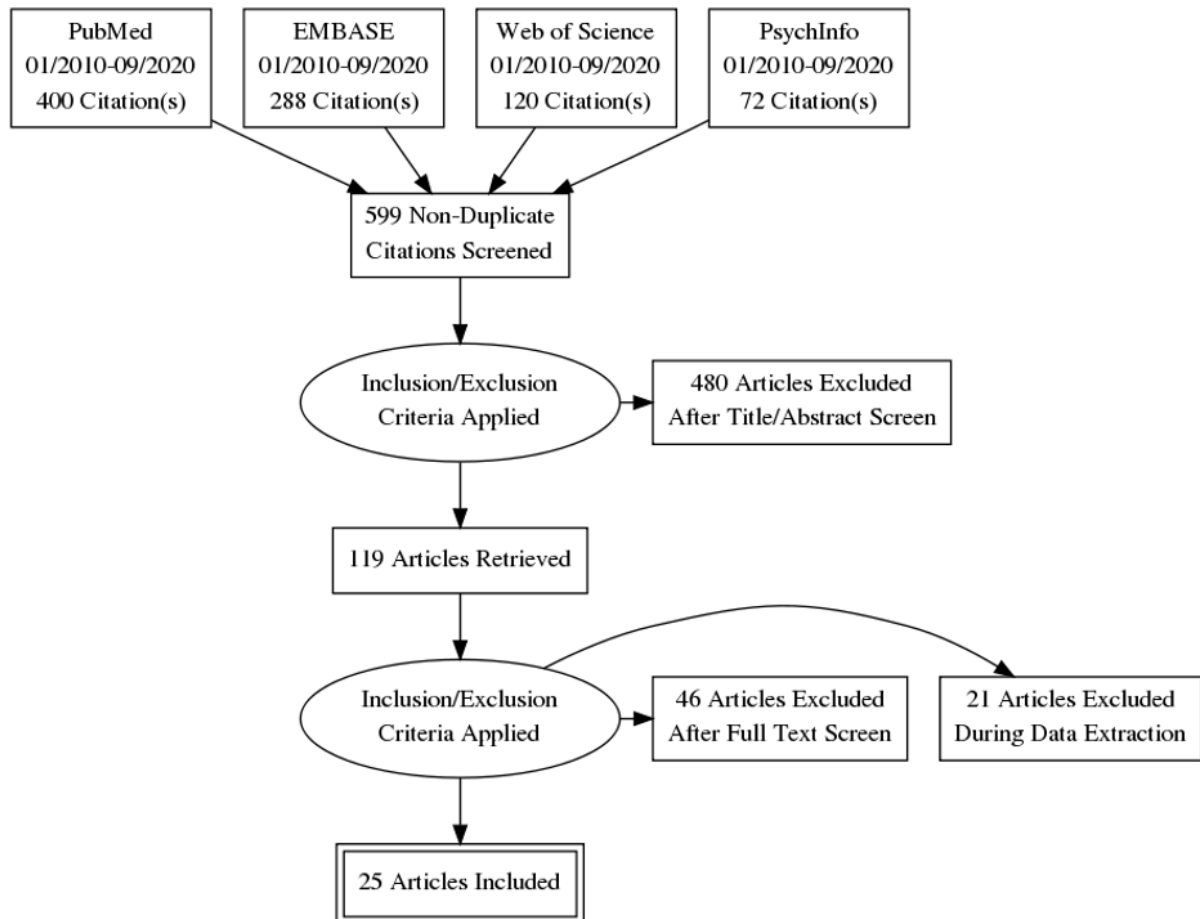 PubMed
01/2010-09/2020
400 Citation(s)
EMBASE
01/2010-09/2020
288 Citation(s)
Web of Science
01/2010-09/2020
120 Citation(s)
PsychInfo
01/2010-09/2020
72 Citation(s)
599 Non-Duplicate
Citations Screened
Inclusion/Exclusion
Criteria Applied
480 Articles Excluded
After Title/Abstract Screen
119 Articles Retrieved
Inclusion/Exclusion
Criteria Applied
46 Articles Excluded
After Full Text Screen
21 Articles Excluded
During Data Extraction
25 Articles Included